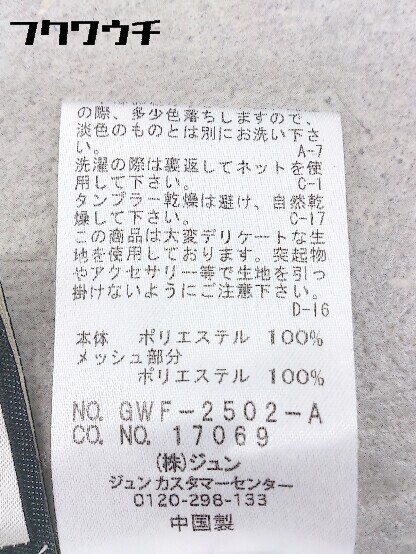 フクワウチ
の際、多少色落ちしますので、
淡色のものとは別にお洗い下さ
い。
A-7
洗濯の際は裏返してネットを使
用して下さい。 C-1
タンブラー乾燥は避け、自然乾
燥して下さい。 C-17
この商品は大変デリケートな生
地を使用しております。突起物
やアクセサリー等で生地を引っ
掛けないようにご注意下さい。
D-16
本体 ポリエステル 100%
メッシュ部分
ポリエステル 100%
NO. GWF-2502-A
CO. NO. 17069
(株)ジュン
ジュンカスタマーセンター
0120-298-133
中国製